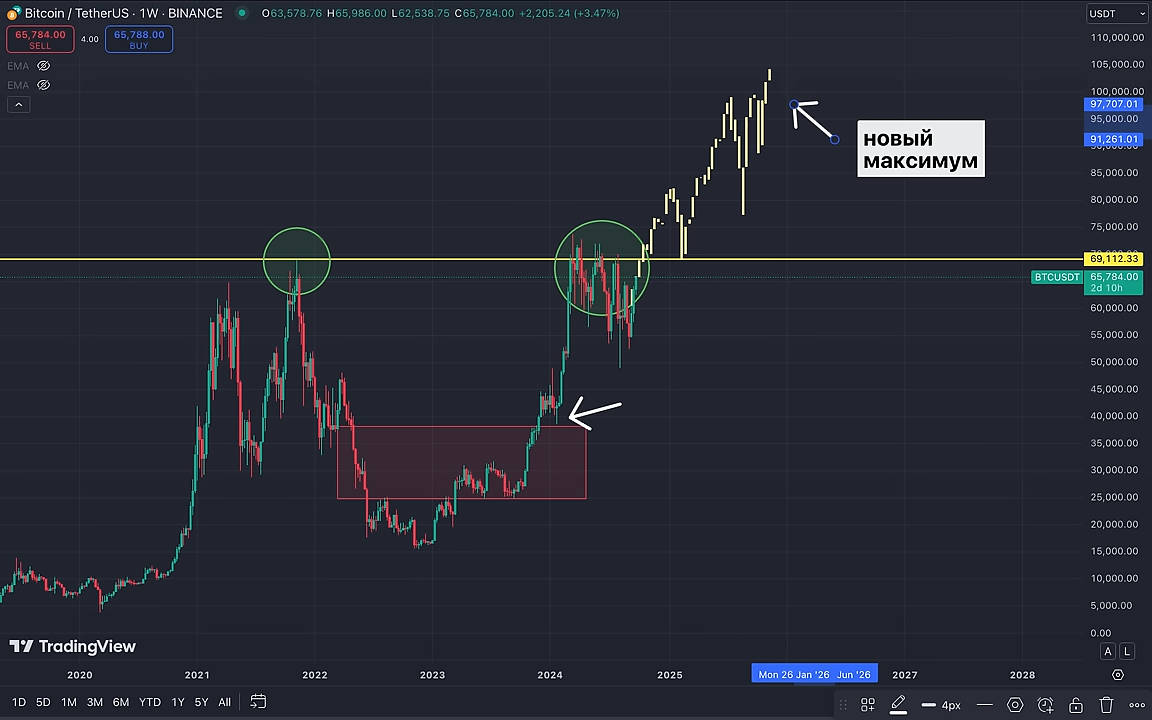 Bitcoin / TetherUS · 1W · BINANCE O63,578.76 H65,986.00 L62,538.75 C65,784.00 +2,205.24 (+3.47%)
USDT
65,784.00 SELL
4.00
65,788.00 BUY
EMA
EMA
110,000.00
105,000.00
100,000.00
97,707.01
95,000.00
91,261.01
90,000.00
85,000.00
80,000.00
75,000.00
70,000.00
69,112.33
BTCUSDT 65,784.00
2d 10h
60,000.00
55,000.00
50,000.00
45,000.00
40,000.00
35,000.00
30,000.00
25,000.00
20,000.00
15,000.00
10,000.00
5,000.00
0.00
новый
максимум
TradingView
A L
2020 2021 2022 2023 2024 2025 Mon 26 Jan '26 Jun '26 2027 2028
1D 5D 1M 3M 6M YTD 1Y 5Y All
4px